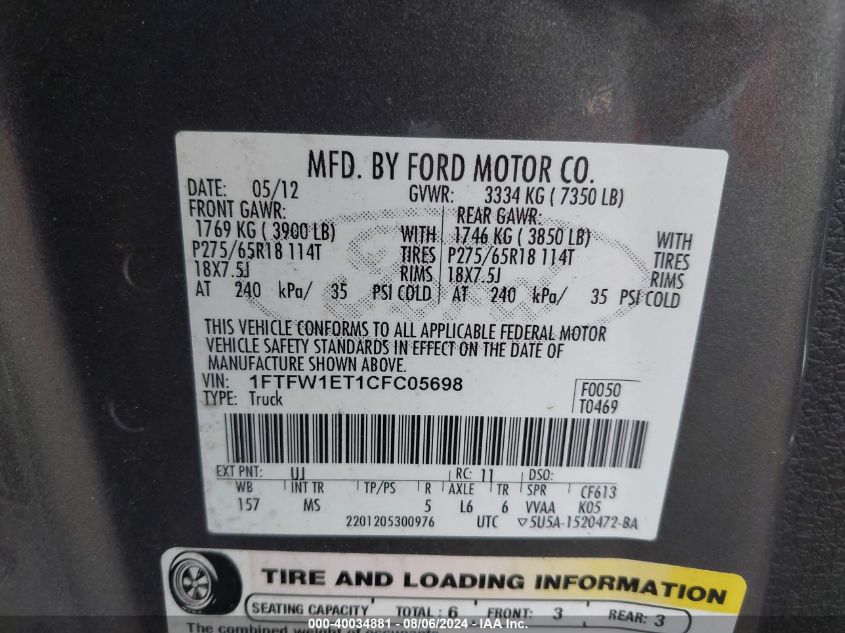 MFD. BY FORD MOTOR CO.
DATE: 05/12 GVWR: 3334 KG ( 7350 LB)
FRONT GAWR: REAR GAWR:
1769 KG ( 3900 LB) WITH 1746 KG ( 3850 LB) WITH
P275/65R18 114T TIRES P275/65R18 114T TIRES
18X7.5J RIMS 18X7.5J RIMS
AT 240 kPa/ 35 PSI COLD AT 240 kPa/ 35 PSI COLD
Ford
THIS VEHICLE CONFORMS TO ALL APPLICABLE FEDERAL MOTOR
VEHICLE SAFETY STANDARDS IN EFFECT ON THE DATE OF
MANUFACTURE SHOWN ABOVE.
VIN: 1FTFW1ET1CFC05698 F0050
TYPE: Truck T0469
EXT PNT: UJ RC: 11 DSO:
WB INT TR TP/PS R AXLE TR SPR CF613
157 MS 5 L6 6 VVAA K05
2201205300976 UTC ▽5U5A-1520472-BA
TIRE AND LOADING INFORMATION
SEATING CAPACITY TOTAL : 6 FRONT: 3 REAR: 3
The combined weight of occupants
000-40034881 - 08/06/2024 - IAA Inc.